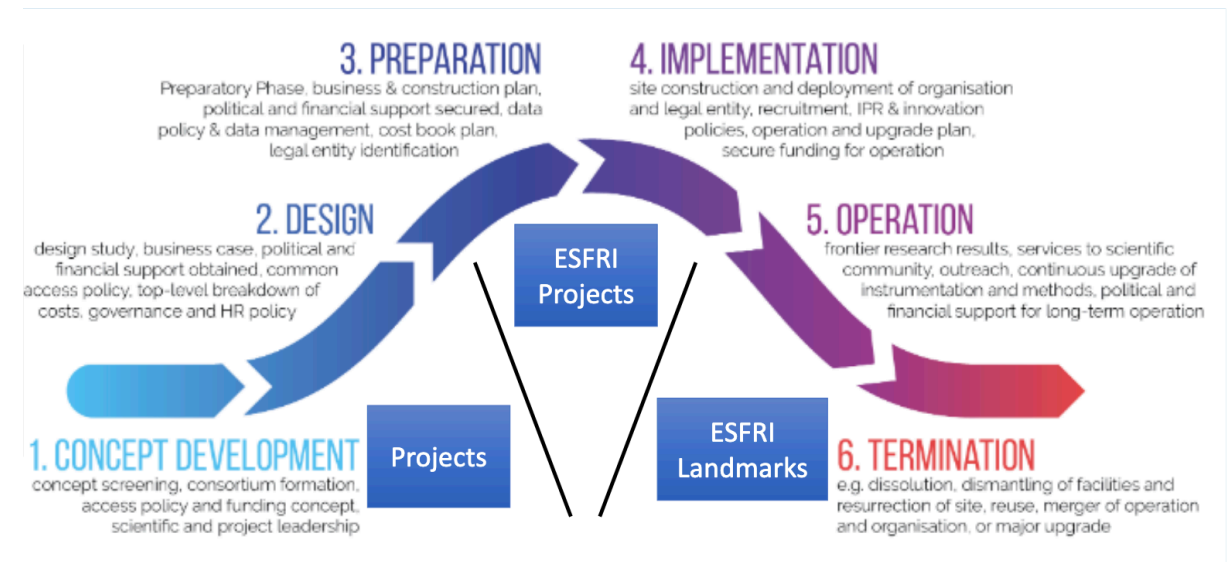 3. PREPARATION
Preparatory Phase, business & construction plan,
political and financial support secured, data
policy & data management, cost book plan,
legal entity identification
4. IMPLEMENTATION
site construction and deployment of organisation
and legal entity, recruitment, IPR & innovation
policies, operation and upgrade plan,
secure funding for operation
2. DESIGN
design study, business case, political and
financial support obtained, common
access policy, top-level breakdown of
costs, governance and HR policy
ESFRI
Projects
5. OPERATION
frontier research results, services to scientific
community, outreach, continuous upgrade of
instrumentation and methods, political and
financial support for long-term operation
1. CONCEPT DEVELOPMENT
concept screening, consortium formation,
access policy and funding concept,
scientific and project leadership
Projects
ESFRI
Landmarks
6. TERMINATION
e.g. dissolution, dismantling of facilities and
resurrection of site, reuse, merger of operation
and organisation, or major upgrade